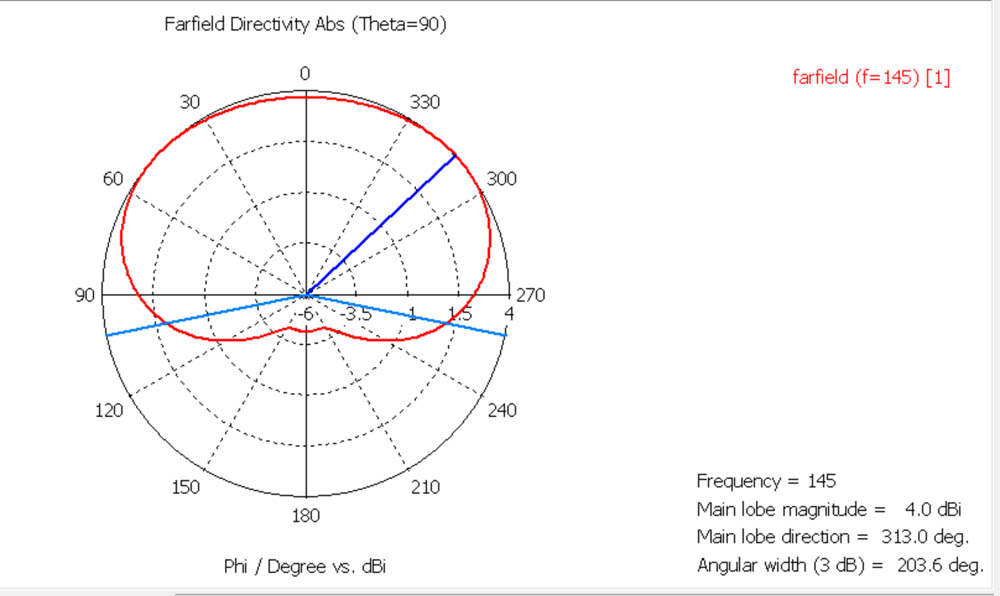 Farfield Directivity Abs (Theta=90)
farfield (f=145) [1]
0
30
330
60
300
90
270
-6
-3.5
-1
1.5
4
120
240
150
210
180
Phi / Degree vs. dBi
Frequency = 145
Main lobe magnitude = 4.0 dBi
Main lobe direction = 313.0 deg.
Angular width (3 dB) = 203.6 deg.